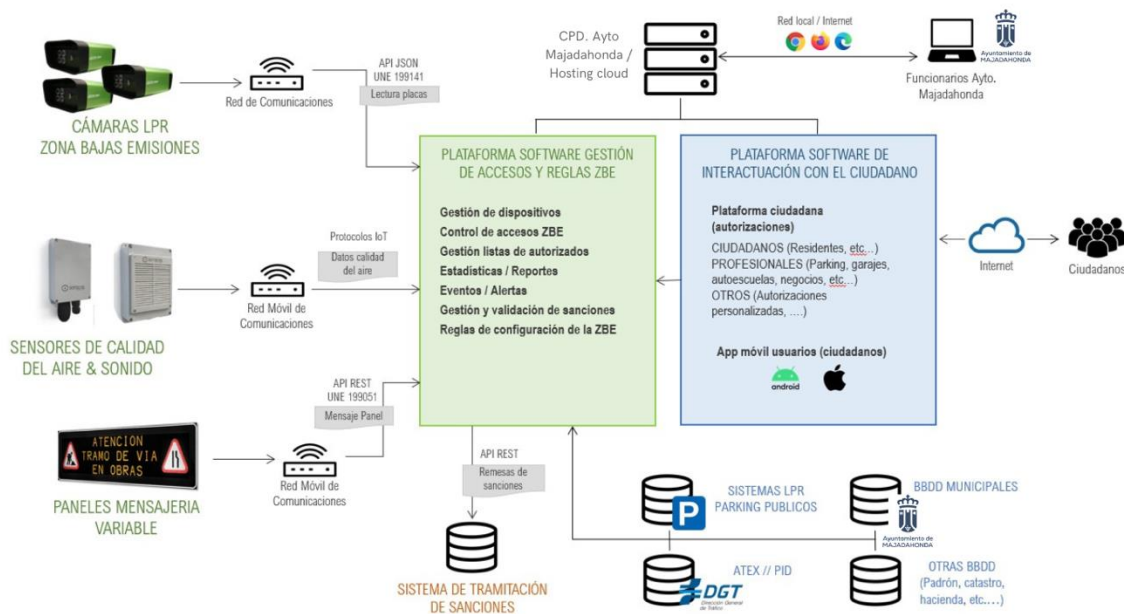 CPD. Ayto
Majadahonda /
Hosting cloud
Red local / Internet
Ayuntamiento de
MAJADAHONDA
Funcionarios Ayto.
Majadahonda
API JSON
UNE 199141
Lectura placas
Red de Comunicaciones
CÁMARAS LPR
ZONA BAJAS EMISIONES
PLATAFORMA SOFTWARE GESTIÓN
DE ACCESOS Y REGLAS ZBE
Gestión de dispositivos
Control de accesos ZBE
Gestión listas de autorizados
Estadísticas / Reportes
Eventos / Alertas
Gestión y validación de sanciones
Reglas de configuración de la ZBE
PLATAFORMA SOFTWARE DE
INTERACTUACIÓN CON EL CIUDADANO
Plataforma ciudadana
(autorizaciones)
CIUDADANOS (Residentes, etc...)
PROFESIONALES (Parking, garajes,
autoescuelas, negocios, etc...)
OTROS (Autorizaciones
personalizadas, ....)
App móvil usuarios (ciudadanos)
android
Internet
Ciudadanos
Protocolos IoT
Datos calidad
del aire
Red Móvil de
Comunicaciones
SENSORES DE CALIDAD
DEL AIRE & SONIDO
API REST
UNE 199051
Mensaje Panel
ATENCION
TRAMO DE VIA
EN OBRAS
Red Móvil de
Comunicaciones
PANELES MENSAJERIA
VARIABLE
API REST
Remesas de
sanciones
SISTEMA DE TRAMITACIÓN
DE SANCIONES
SISTEMAS LPR
PARKING PUBLICOS
P
BBDD MUNICIPALES
Ayuntamiento de
MAJADAHONDA
ATEX // PID
DGT
Dirección General
de Tráfico
OTRAS BBDD
(Padrón, catastro,
hacienda, etc....)